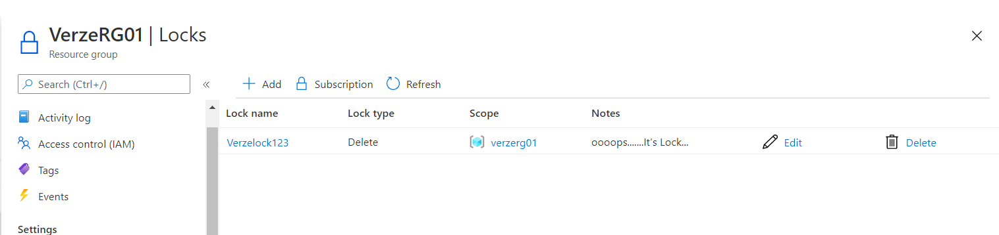 VerzeRG01 | Locks
Resource group
Search (Ctrl+/)
«
Add
Subscription
Refresh
Activity log
Access control (IAM)
Tags
Events
Settings
Lock name Lock type Scope Notes
Verzelock123 Delete verzerg01 oooops.......It's Lock... Edit Delete